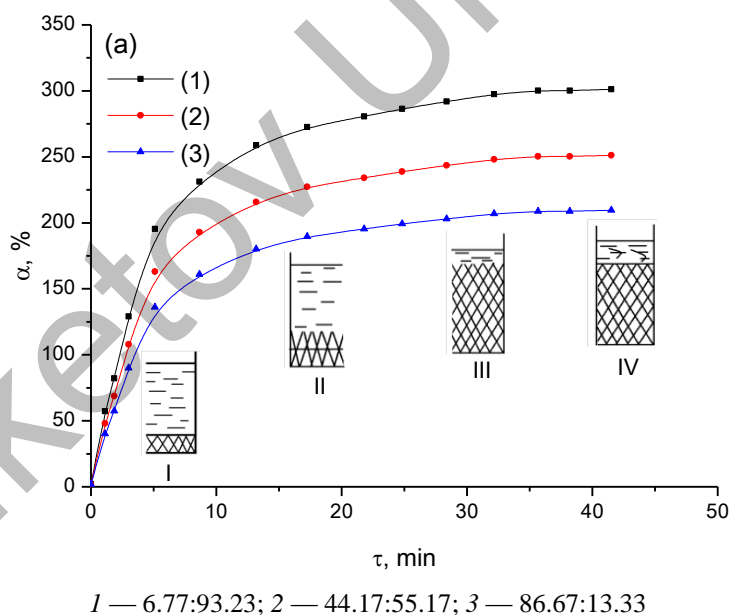 (a)
(1)
(2)
(3)
350
300
250
200
150
100
50
0
α, %
I
II
III
IV
0 10 20 30 40 50
τ, min
1 — 6.77:93.23; 2 — 44.17:55.17; 3 — 86.67:13.33